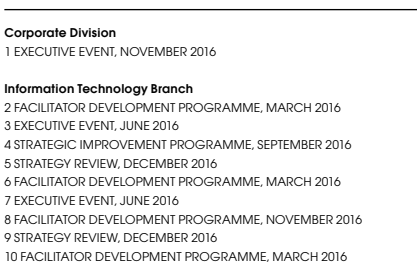 Corporate Division
1 EXECUTIVE EVENT, NOVEMBER 2016
Information Technology Branch
2 FACILITATOR DEVELOPMENT PROGRAMME, MARCH 2016
3 EXECUTIVE EVENT, JUNE 2016
4 STRATEGIC IMPROVEMENT PROGRAMME, SEPTEMBER 2016
5 STRATEGY REVIEW, DECEMBER 2016
6 FACILITATOR DEVELOPMENT PROGRAMME, MARCH 2016
7 EXECUTIVE EVENT, JUNE 2016
8 FACILITATOR DEVELOPMENT PROGRAMME, NOVEMBER 2016
9 STRATEGY REVIEW, DECEMBER 2016
10 FACILITATOR DEVELOPMENT PROGRAMME, MARCH 2016